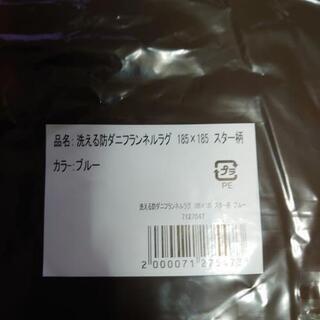 品名: 洗える防ダニフランネルラグ 185×185 スター柄
カラー:ブルー
プラ
PE
洗える防ダニフランネルラグ 185×185 スター柄 ブルー
7127547